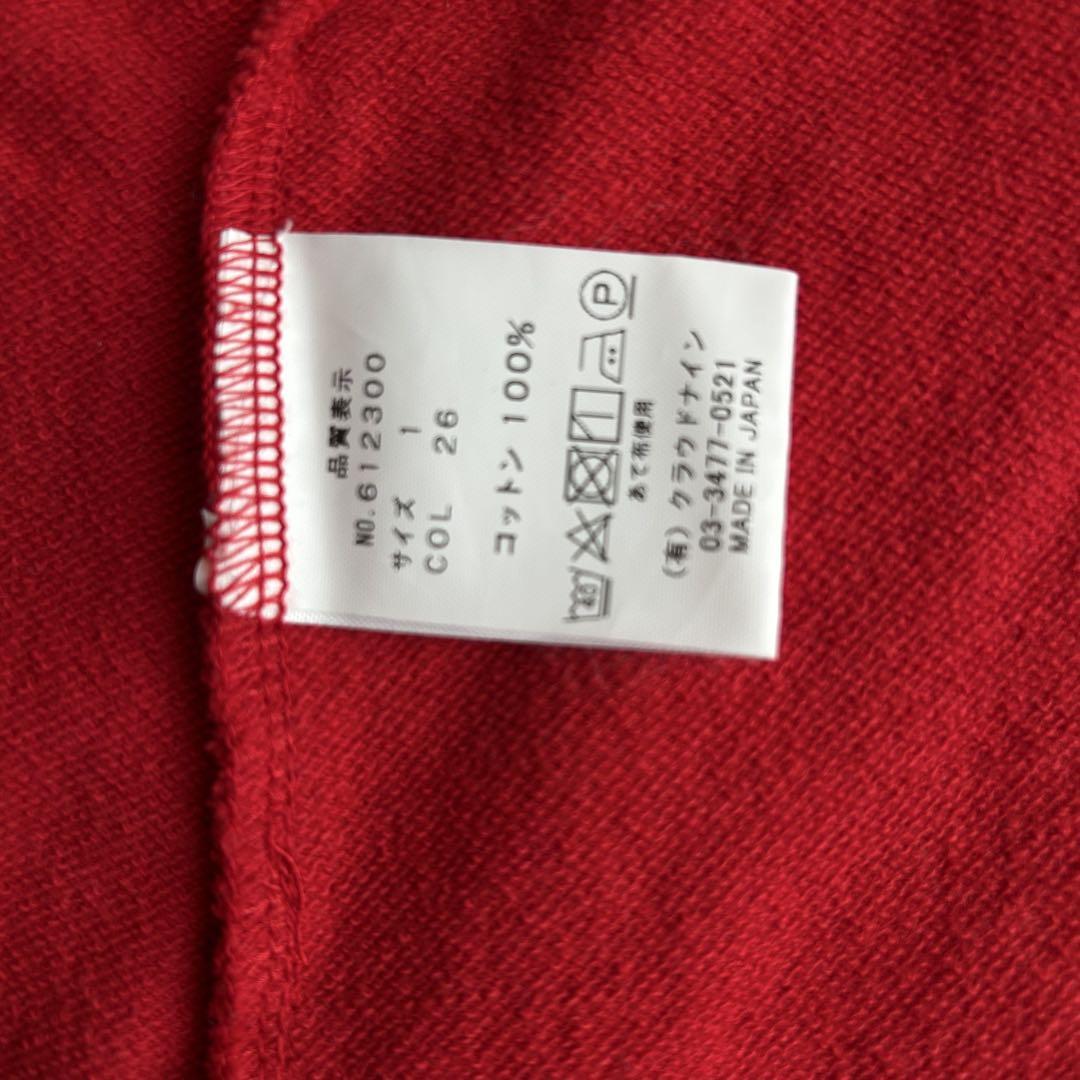 品質表示
NO.612300
サイズ 1
COL 26
コットン 100%
40 P
あて布使用
(有) クラウドナイン
03-3477-0521
MADE IN JAPAN